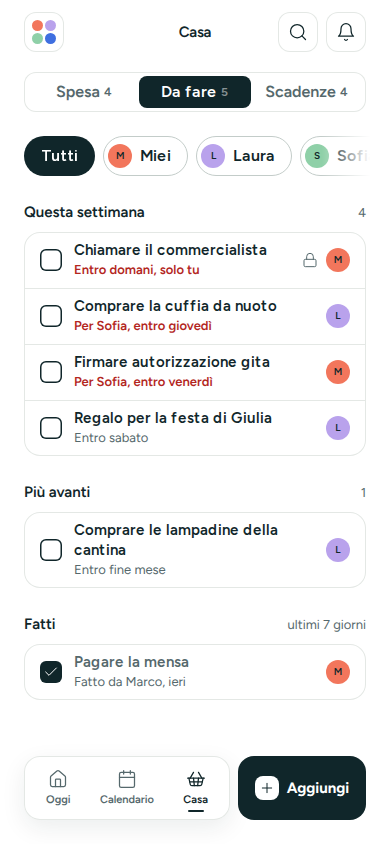 Casa
Spesa 4
Da fare 5
Scadenze 4
Tutti
M Miei
L Laura
S Sofi
Questa settimana 4
Chiamare il commercialista
Entro domani, solo tu
M
Comprare la cuffia da nuoto
Per Sofia, entro giovedì
L
Firmare autorizzazione gita
Per Sofia, entro venerdì
M
Regalo per la festa di Giulia
Entro sabato
L
Più avanti 1
Comprare le lampadine della
cantina
Entro fine mese
L
Fatti ultimi 7 giorni
Pagare la mensa
Fatto da Marco, ieri
M
Oggi
Calendario
Casa
Aggiungi